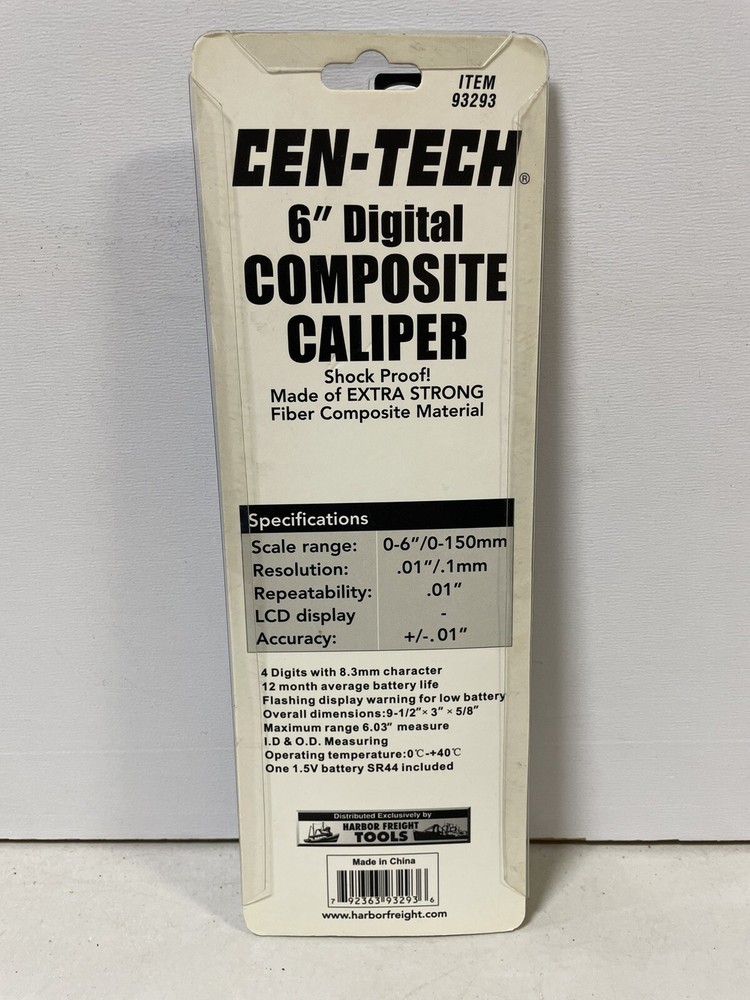 ITEM
93293
CEN-TECH®
6" Digital
COMPOSITE
CALIPER
Shock Proof!
Made of EXTRA STRONG
Fiber Composite Material
Specifications
Scale range: 0-6"/0-150mm
Resolution: .01"/.1mm
Repeatability: .01"
LCD display -
Accuracy: +/-.01"
4 Digits with 8.3mm character
12 month average battery life
Flashing display warning for low battery
Overall dimensions:9-1/2"× 3" × 5/8"
Maximum range 6.03" measure
I.D & O.D. Measuring
Operating temperature:0℃-+40℃
One 1.5V battery SR44 included
Distributed Exclusively by
HARBOR FREIGHT
TOOLS
Made in China
7 92363 93293 6
www.harborfreight.com